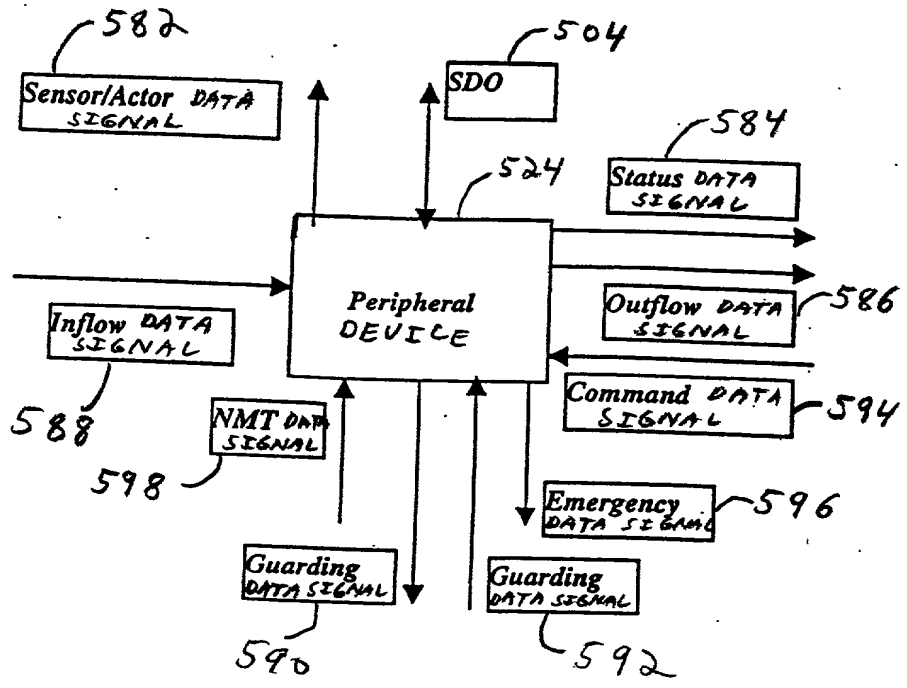 582
504
Sensor/Actor DATA
SIGNAL
SDO
584
524
Status DATA
SIGNAL
Peripheral
DEVICE
Inflow DATA
SIGNAL
Outflow DATA
SIGNAL
586
588
NMT DATA
SIGNAL
Command DATA
SIGNAL
594
598
Emergency
DATA SIGNAL
596
Guarding
DATA SIGNAL
Guarding
DATA SIGNAL
590
592